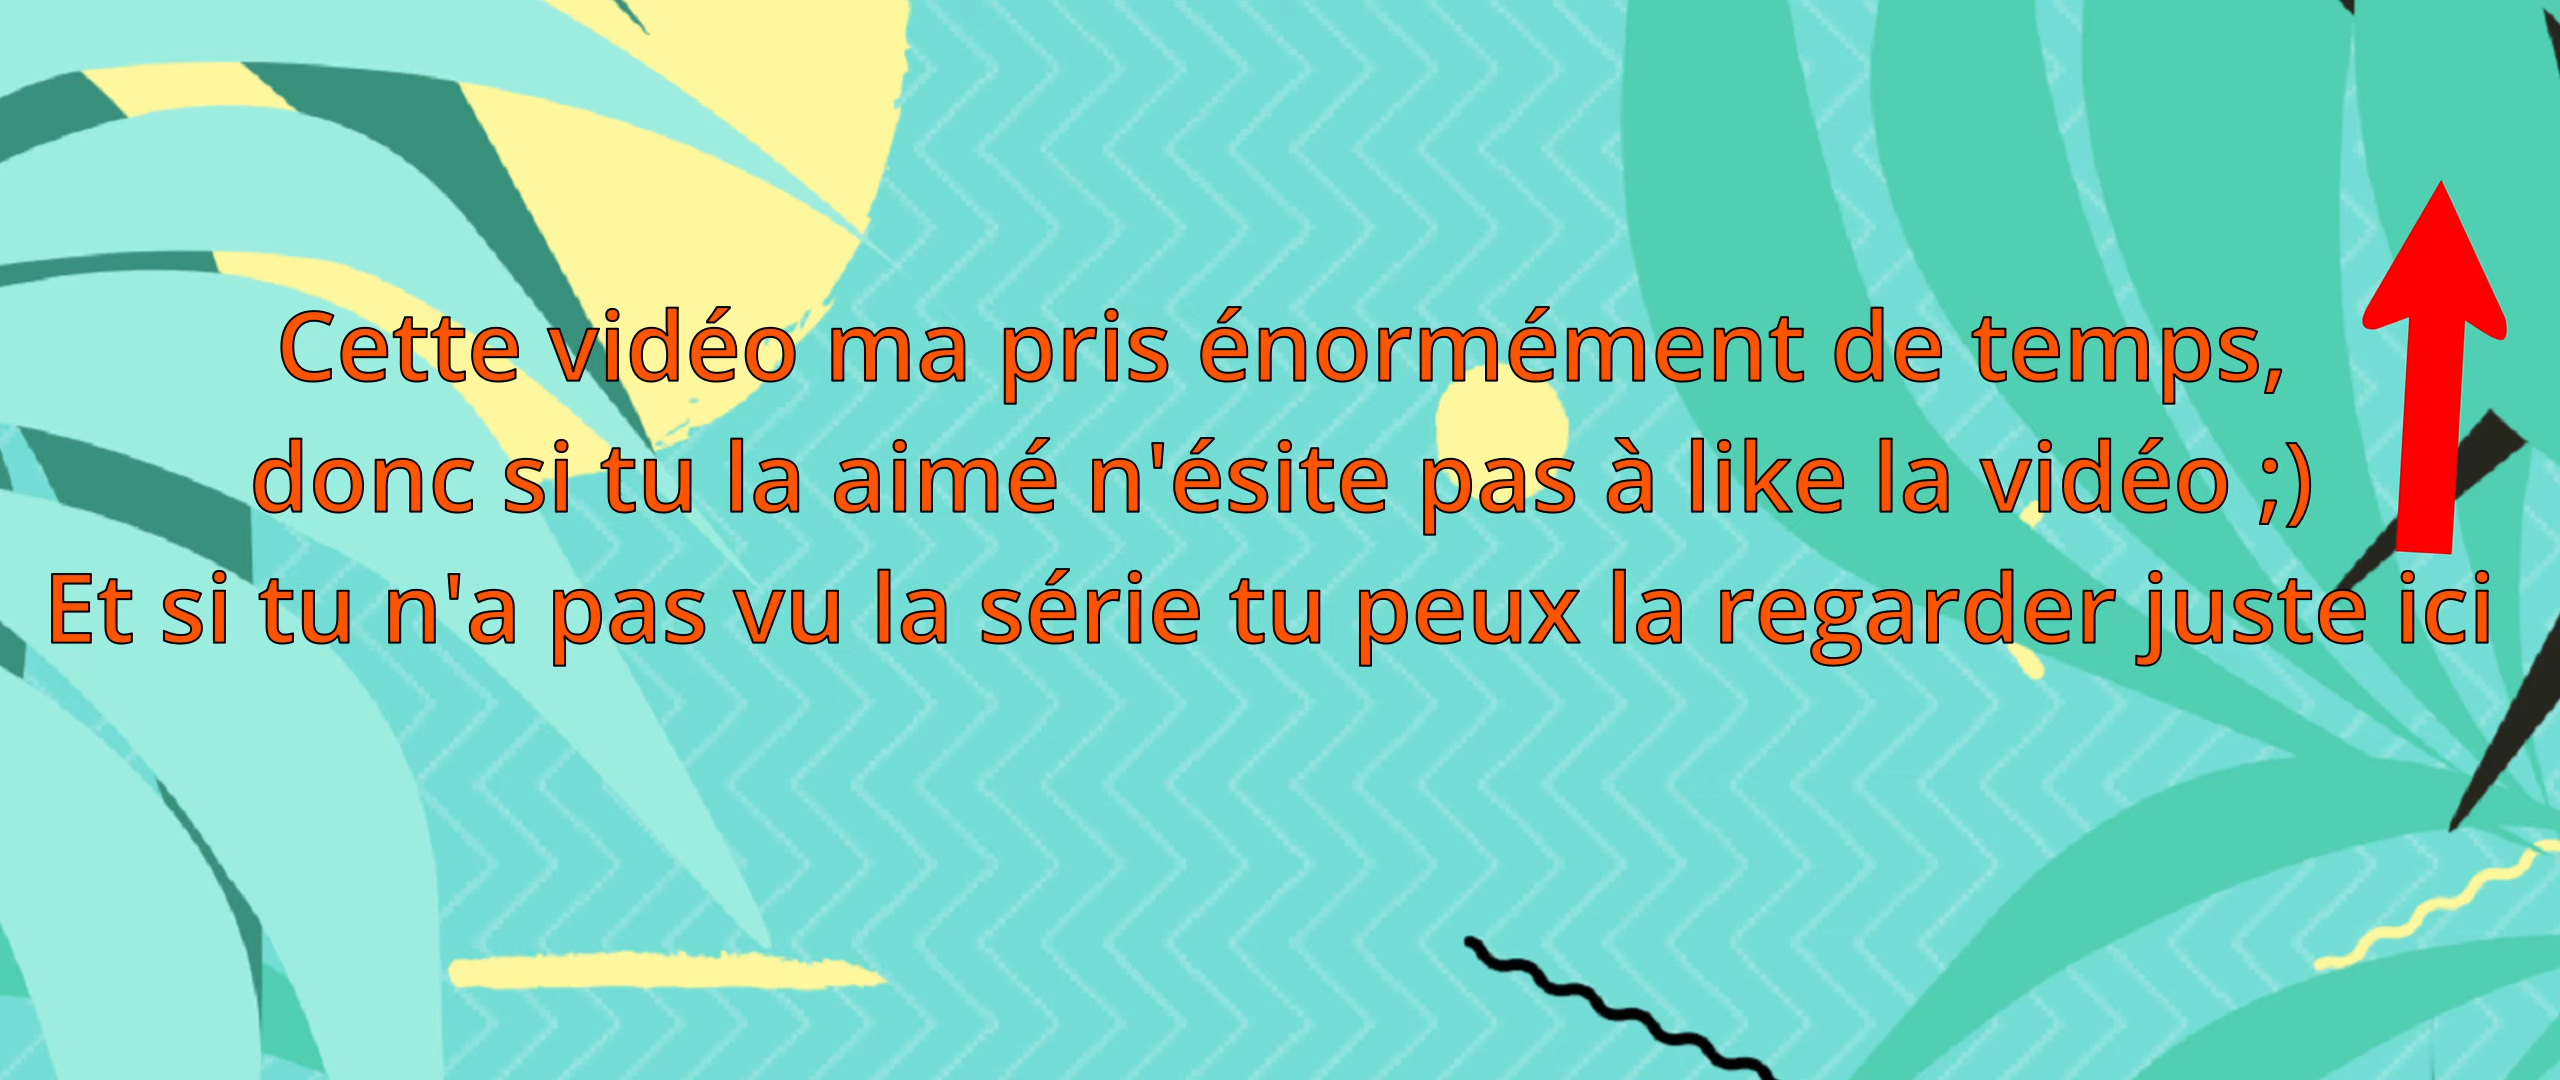 Cette vidéo ma pris énormément de temps,
donc si tu la aimé n'ésite pas à like la vidéo ;)
Et si tu n'a pas vu la série tu peux la regarder juste ici